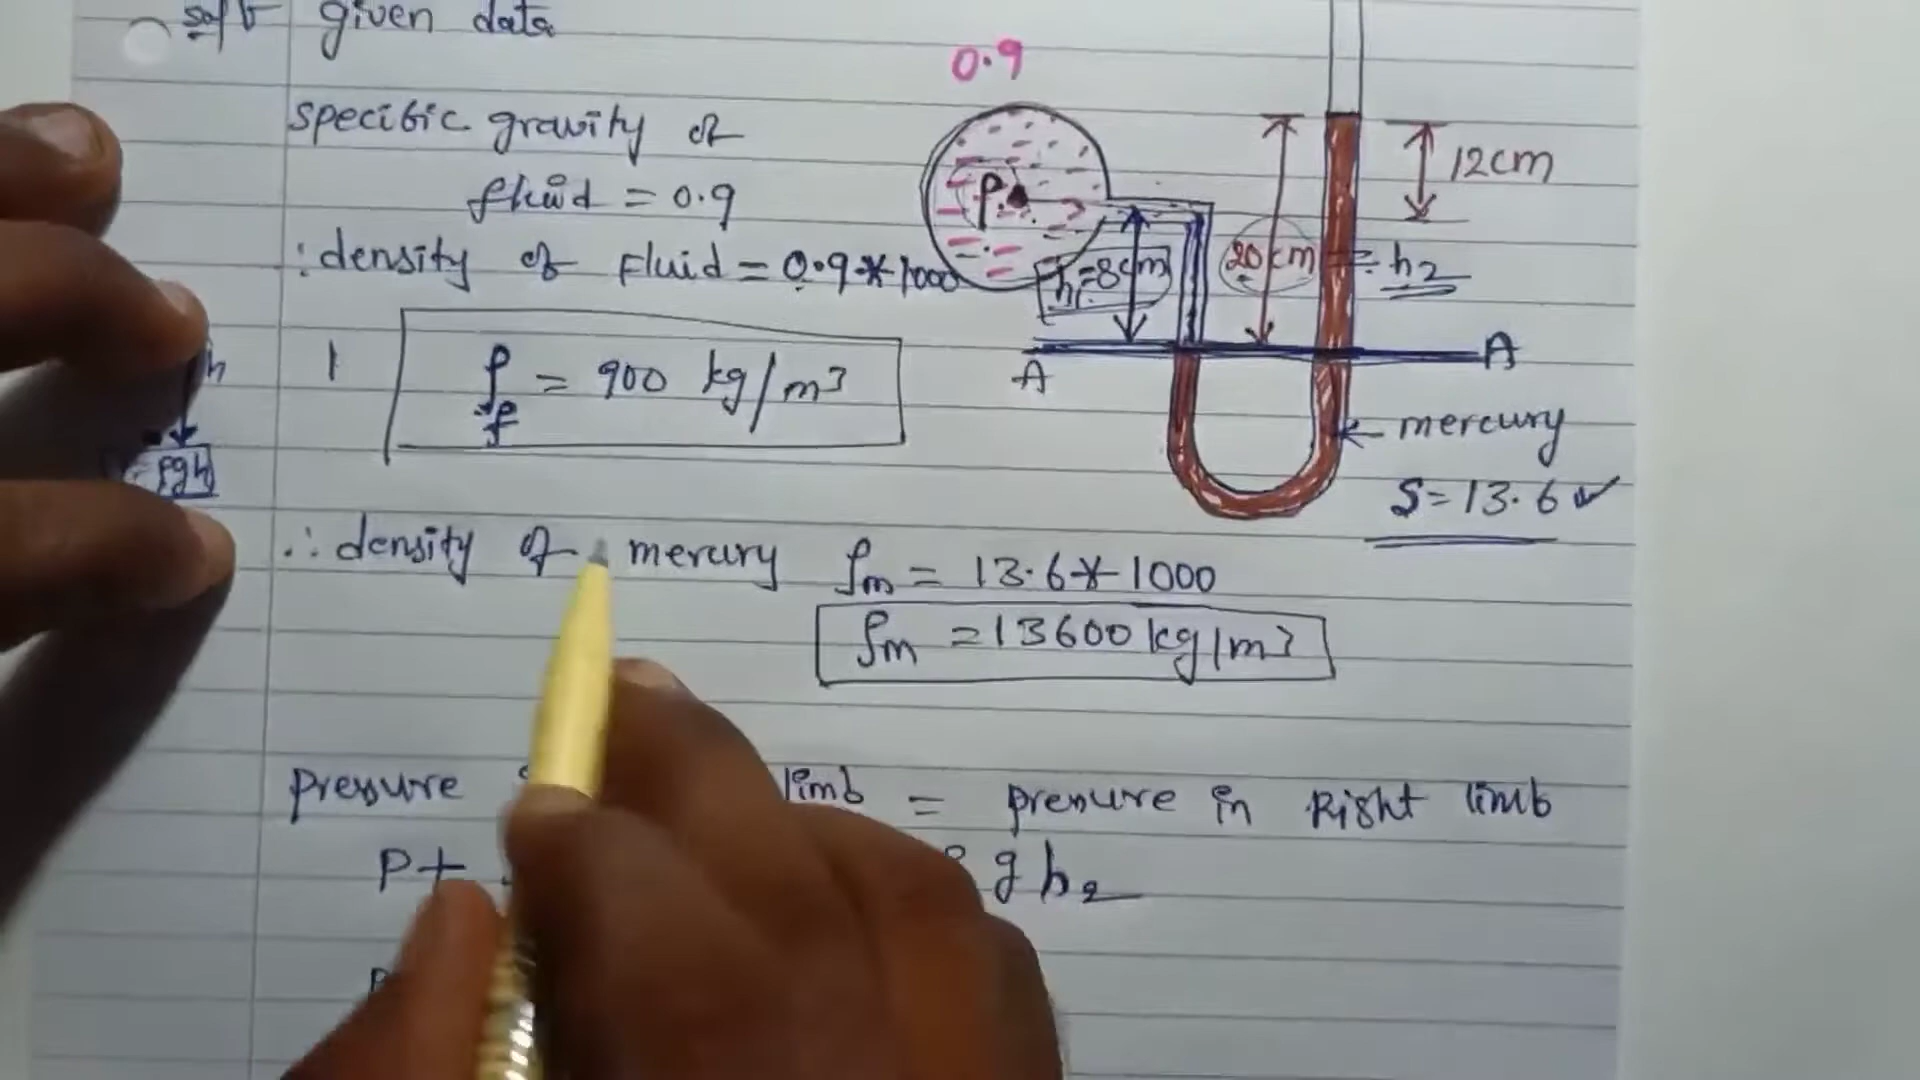 given data
0.9
specific gravity of
fluid = 0.9
∴ density of Fluid = 0.9 * 1000
ρf = 900 kg/m3
12cm
P
h1=8cm
20cm
= h2
A
A
mercury
S=13.6 ✓
h
ρgh
∴ density of mercury ρm = 13.6 * 1000
ρm = 13600 kg/m3
pressure limb = pressure in Right limb
P+ g h2